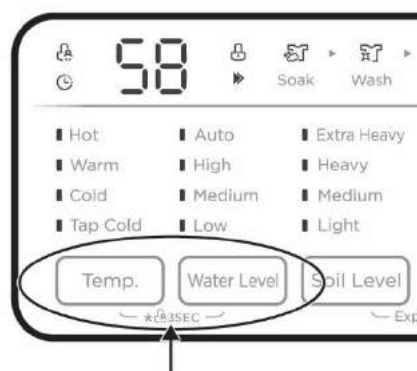 58
Soak Wash
Hot Auto Extra Heavy
Warm High Heavy
Cold Medium Medium
Tap Cold Low Light
Temp. Water Level Soil Level
3SEC Exp